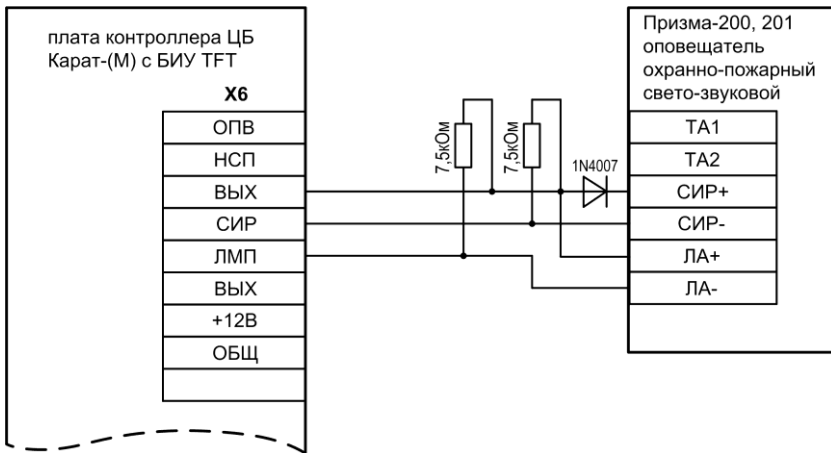 плата контроллера ЦБ
Карат-(М) с БИУ TFT
X6
ОПВ
НСП
ВЫХ
СИР
ЛМП
ВЫХ
+12В
ОБЩ
7,5кОм
7,5кОм
1N4007
Призма-200, 201
оповещатель
охранно-пожарный
свето-звуковой
ТА1
ТА2
СИР+
СИР-
ЛА+
ЛА-